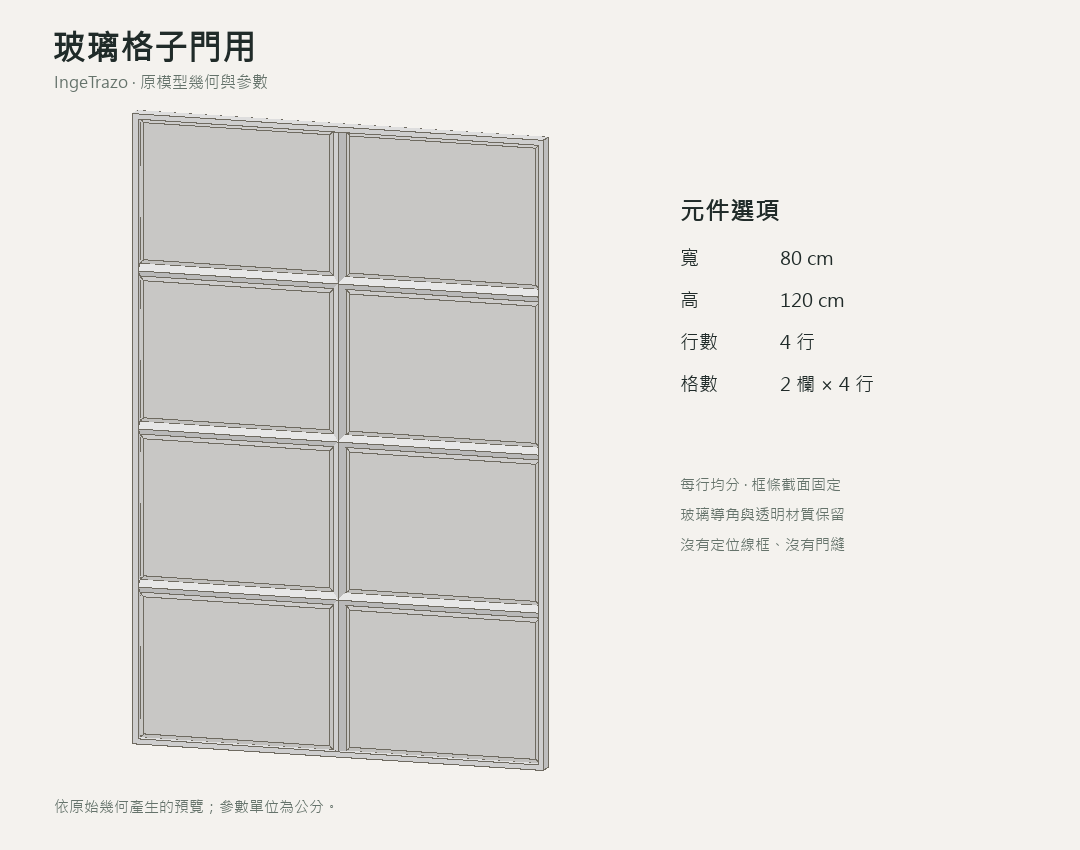 玻璃格子門用
IngeTrazo · 原模型幾何與參數
元件選項
寬 80 cm
高 120 cm
行數 4 行
格數 2 欄 × 4 行
每行均分 · 框條截面固定
玻璃導角與透明材質保留
沒有定位線框、沒有門縫
依原始幾何產生的預覽；參數單位為公分。